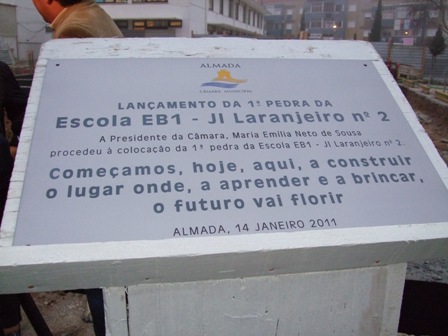 ALMADA
CÂMARA MUNICIPAL
LANÇAMENTO DA 1ª PEDRA DA
Escola EB1 - JI Laranjeiro nº 2
A Presidente da Câmara, Maria Emília Neto de Sousa
procedeu à colocação da 1ª pedra da Escola EB1 - JI Laranjeiro nº 2.
Começamos, hoje, aqui, a construir
o lugar onde, a aprender e a brincar,
o futuro vai florir
ALMADA, 14 JANEIRO 2011